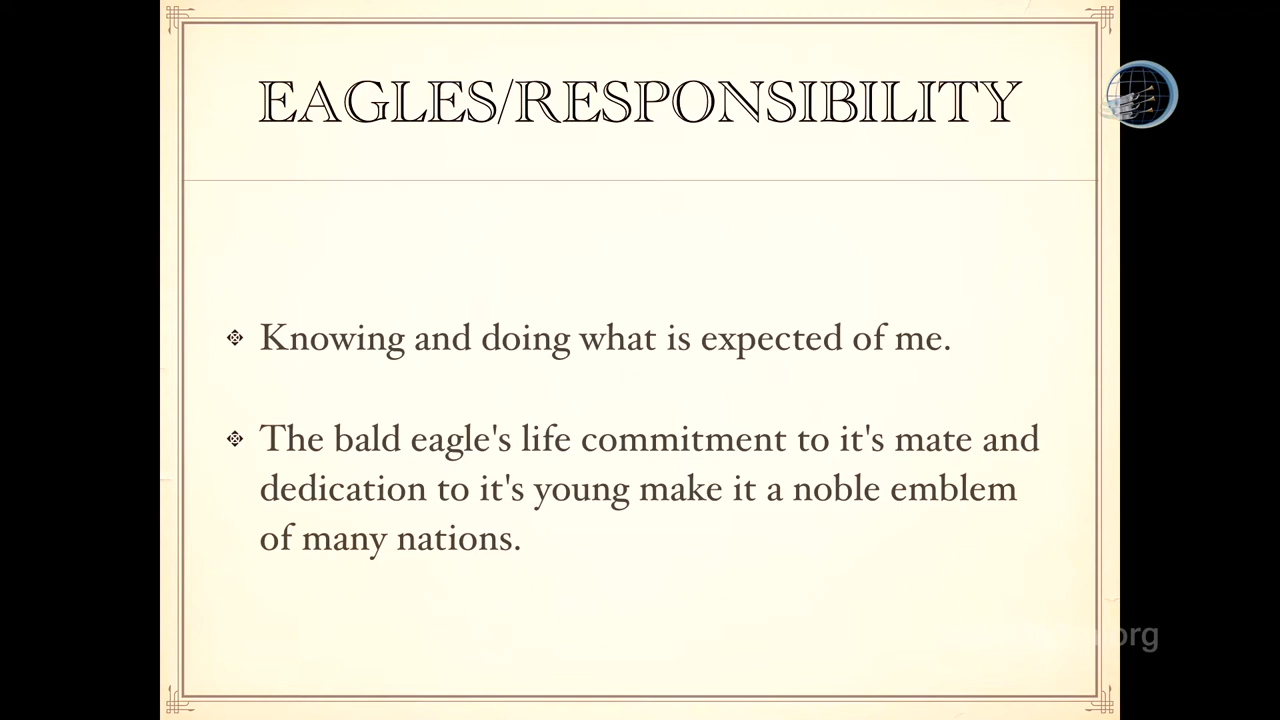 EAGLES/RESPONSIBILITY
Knowing and doing what is expected of me.
The bald eagle's life commitment to it's mate and
dedication to it's young make it a noble emblem
of many nations.
org